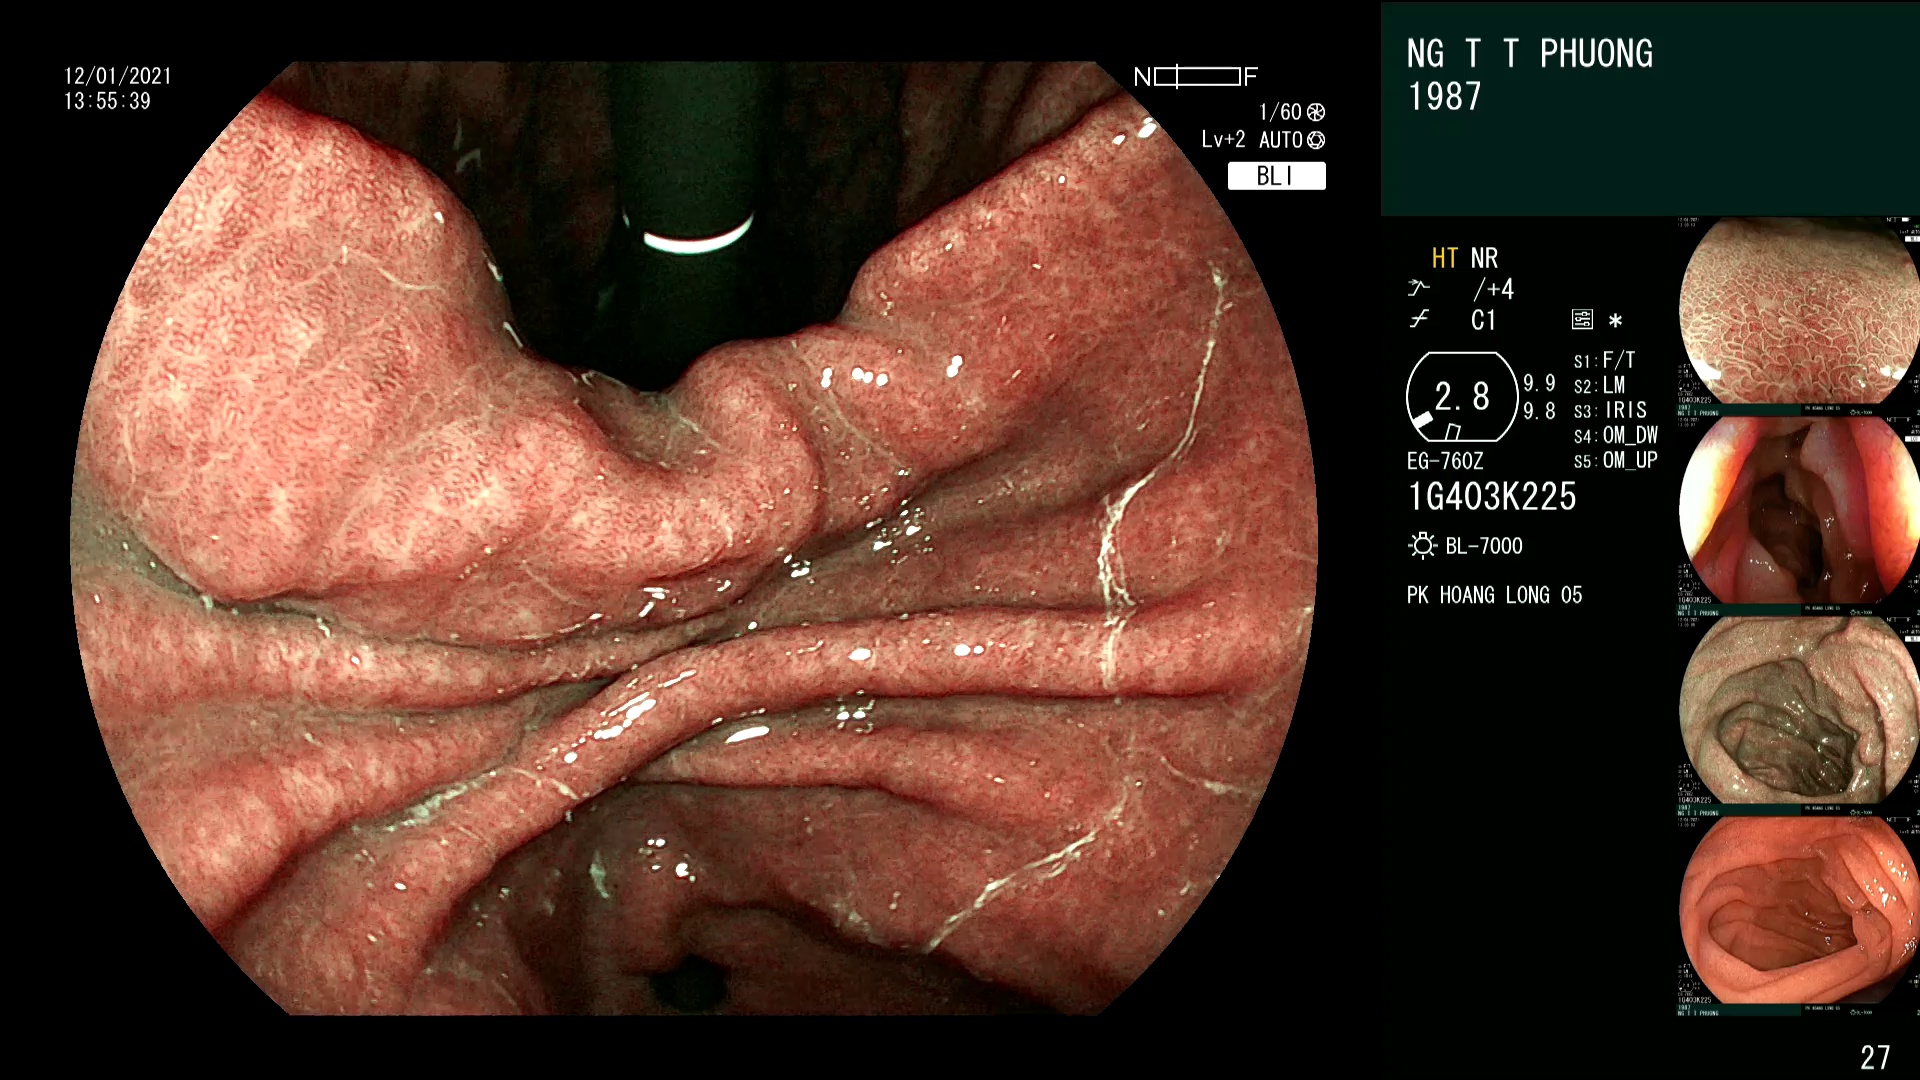 12/01/2021
13:55:39
N F
1/60
Lv+2 AUTO
BLI
NG T T PHUONG
1987
HT NR
/+4
C1 *
2.8
9.9
9.8
S1:F/T
S2:LM
S3:IRIS
S4:OM_DW
S5:OM_UP
EG-760Z
1G403K225
BL-7000
PK HOANG LONG 05
27